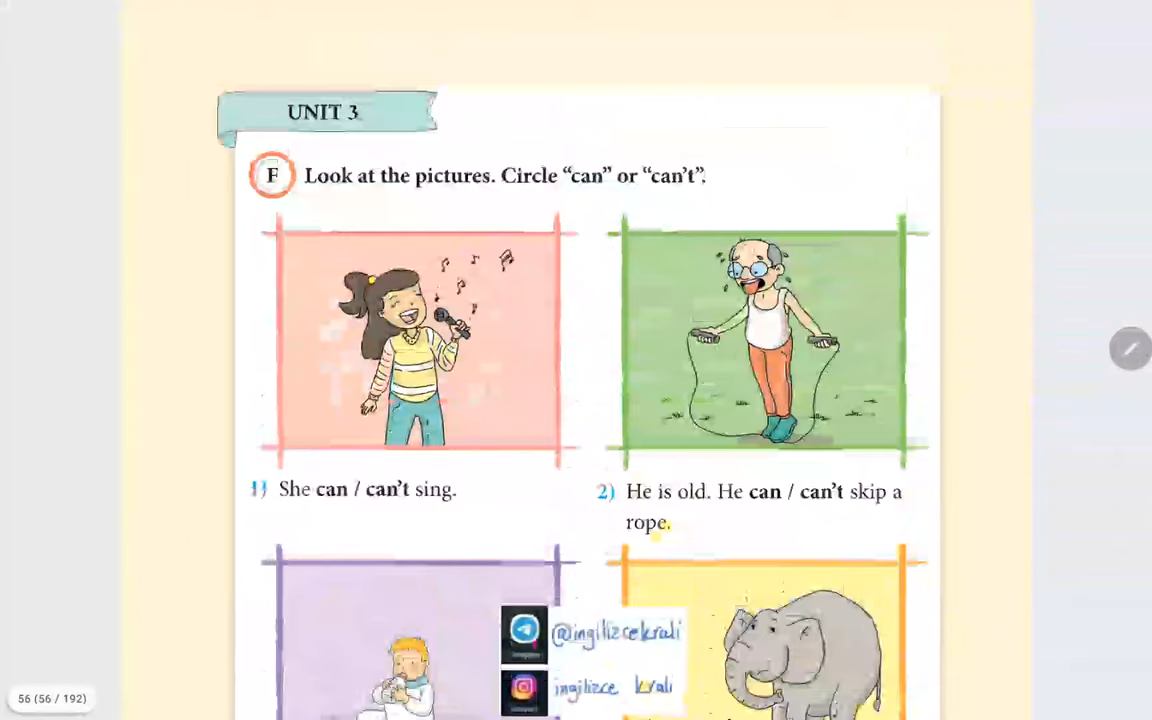 UNIT 3
F Look at the pictures. Circle “can” or “can’t”.
1) She can / can’t sing.
2) He is old. He can / can’t skip a
rope.
@ingilizcekrali
ingilizce krali
56 (56 / 192)